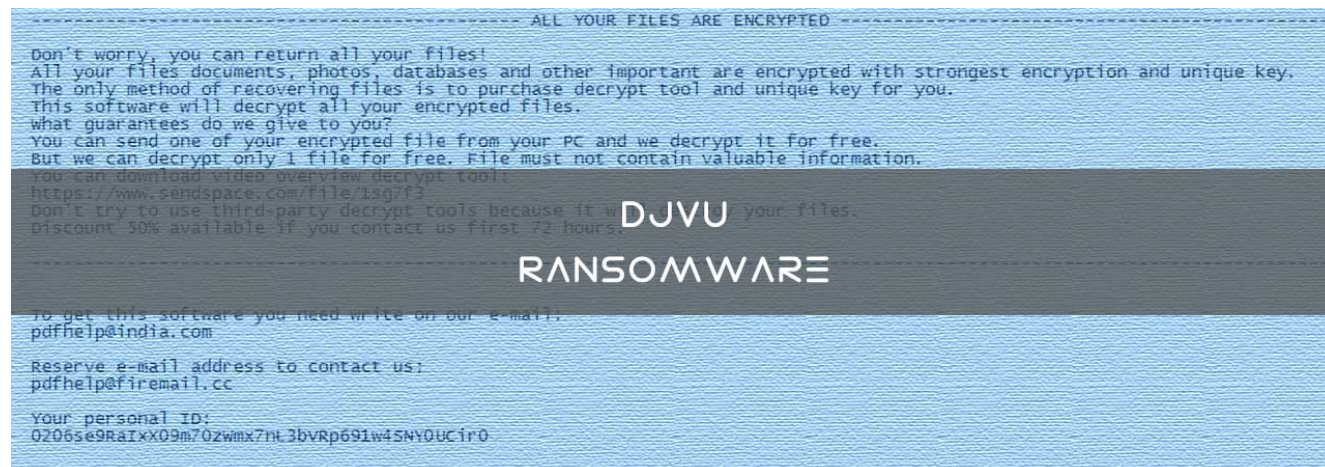 ---------------------------------------------- ALL YOUR FILES ARE ENCRYPTED ----------------------------------------------
Don't worry, you can return all your files!
All your files documents, photos, databases and other important are encrypted with strongest encryption and unique key.
The only method of recovering files is to purchase decrypt tool and unique key for you.
This software will decrypt all your encrypted files.
What guarantees do we give to you?
You can send one of your encrypted file from your PC and we decrypt it for free.
But we can decrypt only 1 file for free. File must not contain valuable information.
You can download video overview decrypt tool:
https://www.sendspace.com/file/1sg7f3
Don't try to use third-party decrypt tools because it your files.
Discount 50% available if you contact us first 72 hours.
DJVU
RANSOMWARE
To get this software you need write on our e-mail:
pdfhelp@india.com
Reserve e-mail address to contact us:
pdfhelp@firemail.cc
Your personal ID: